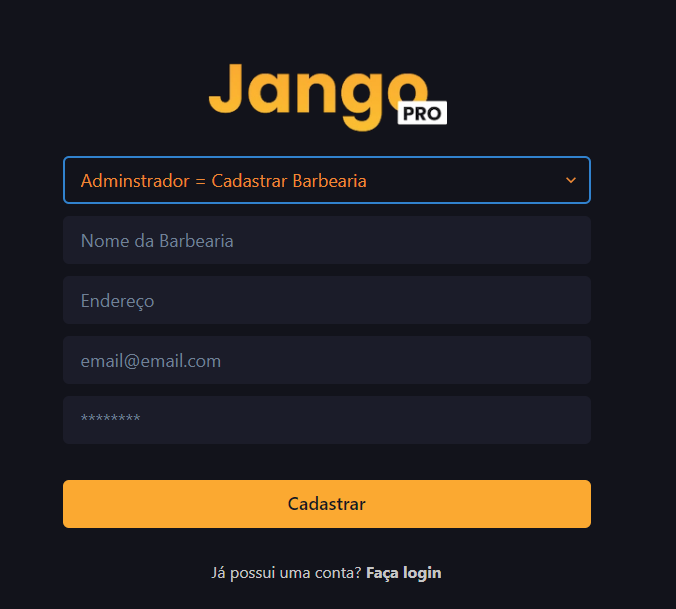 Jango
PRO
Adminstrador = Cadastrar Barbearia
Nome da Barbearia
Endereço
email@email.com
********
Cadastrar
Já possui uma conta? Faça login